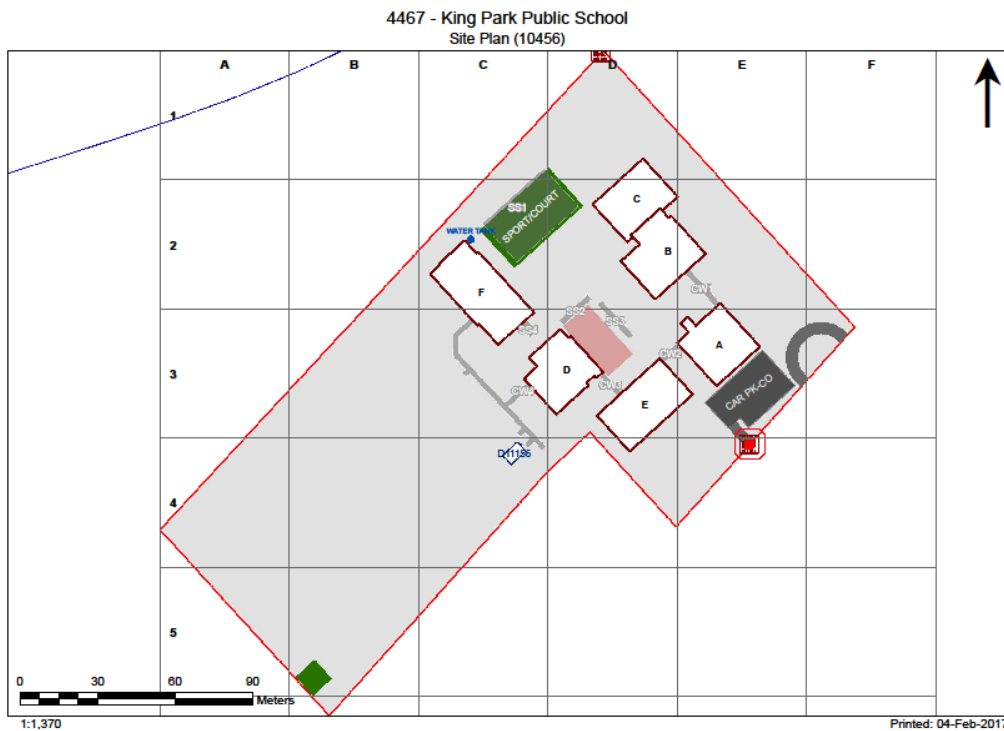 4467 - King Park Public School
Site Plan (10456)
A B C D E F
1
C
SS1
SPORT/COURT
2
WATER TANK
B
F
CW1
SS2
SS3
SS4
A
3
CW2
D
CW3
CAR PK-CO
E
4
5
0 30 60 90
Meters
1:1,370
Printed: 04-Feb-2017